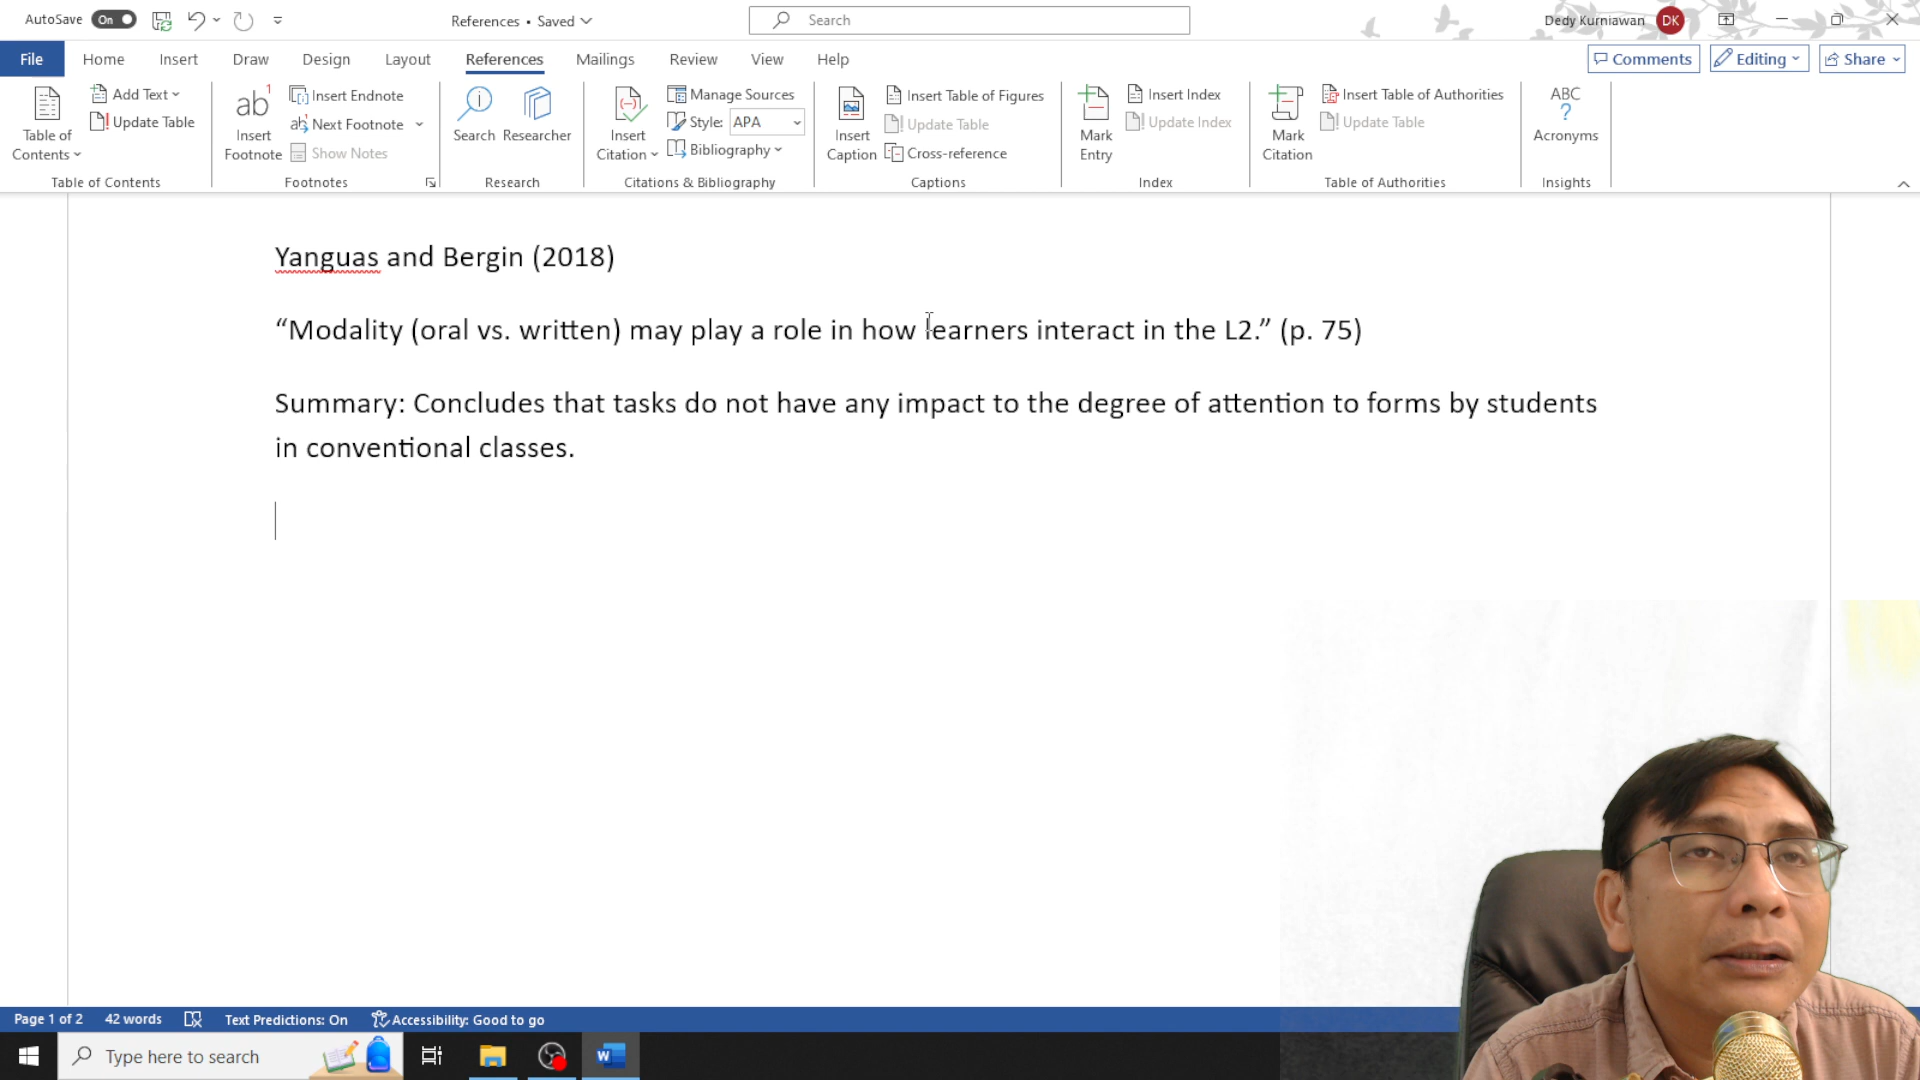 AutoSave On References • Saved Search Dedy Kurniawan DK
File Home Insert Draw Design Layout References Mailings Review View Help Comments Editing Share
Table of Contents
Add Text
Update Table
Table of Contents
ab 1
Insert Footnote
Insert Endnote
ab Next Footnote
Show Notes
Footnotes
Search
Researcher
Research
Insert Citation
Manage Sources
Style: APA
Bibliography
Citations & Bibliography
Insert Caption
Insert Table of Figures
Update Table
Cross-reference
Captions
Mark Entry
Insert Index
Update Index
Index
Mark Citation
Insert Table of Authorities
Update Table
Table of Authorities
ABC
?
Acronyms
Insights
Yanguas and Bergin (2018)
“Modality (oral vs. written) may play a role in how learners interact in the L2.” (p. 75)
Summary: Concludes that tasks do not have any impact to the degree of attention to forms by students
in conventional classes.
Page 1 of 2 42 words Text Predictions: On Accessibility: Good to go
Type here to search W